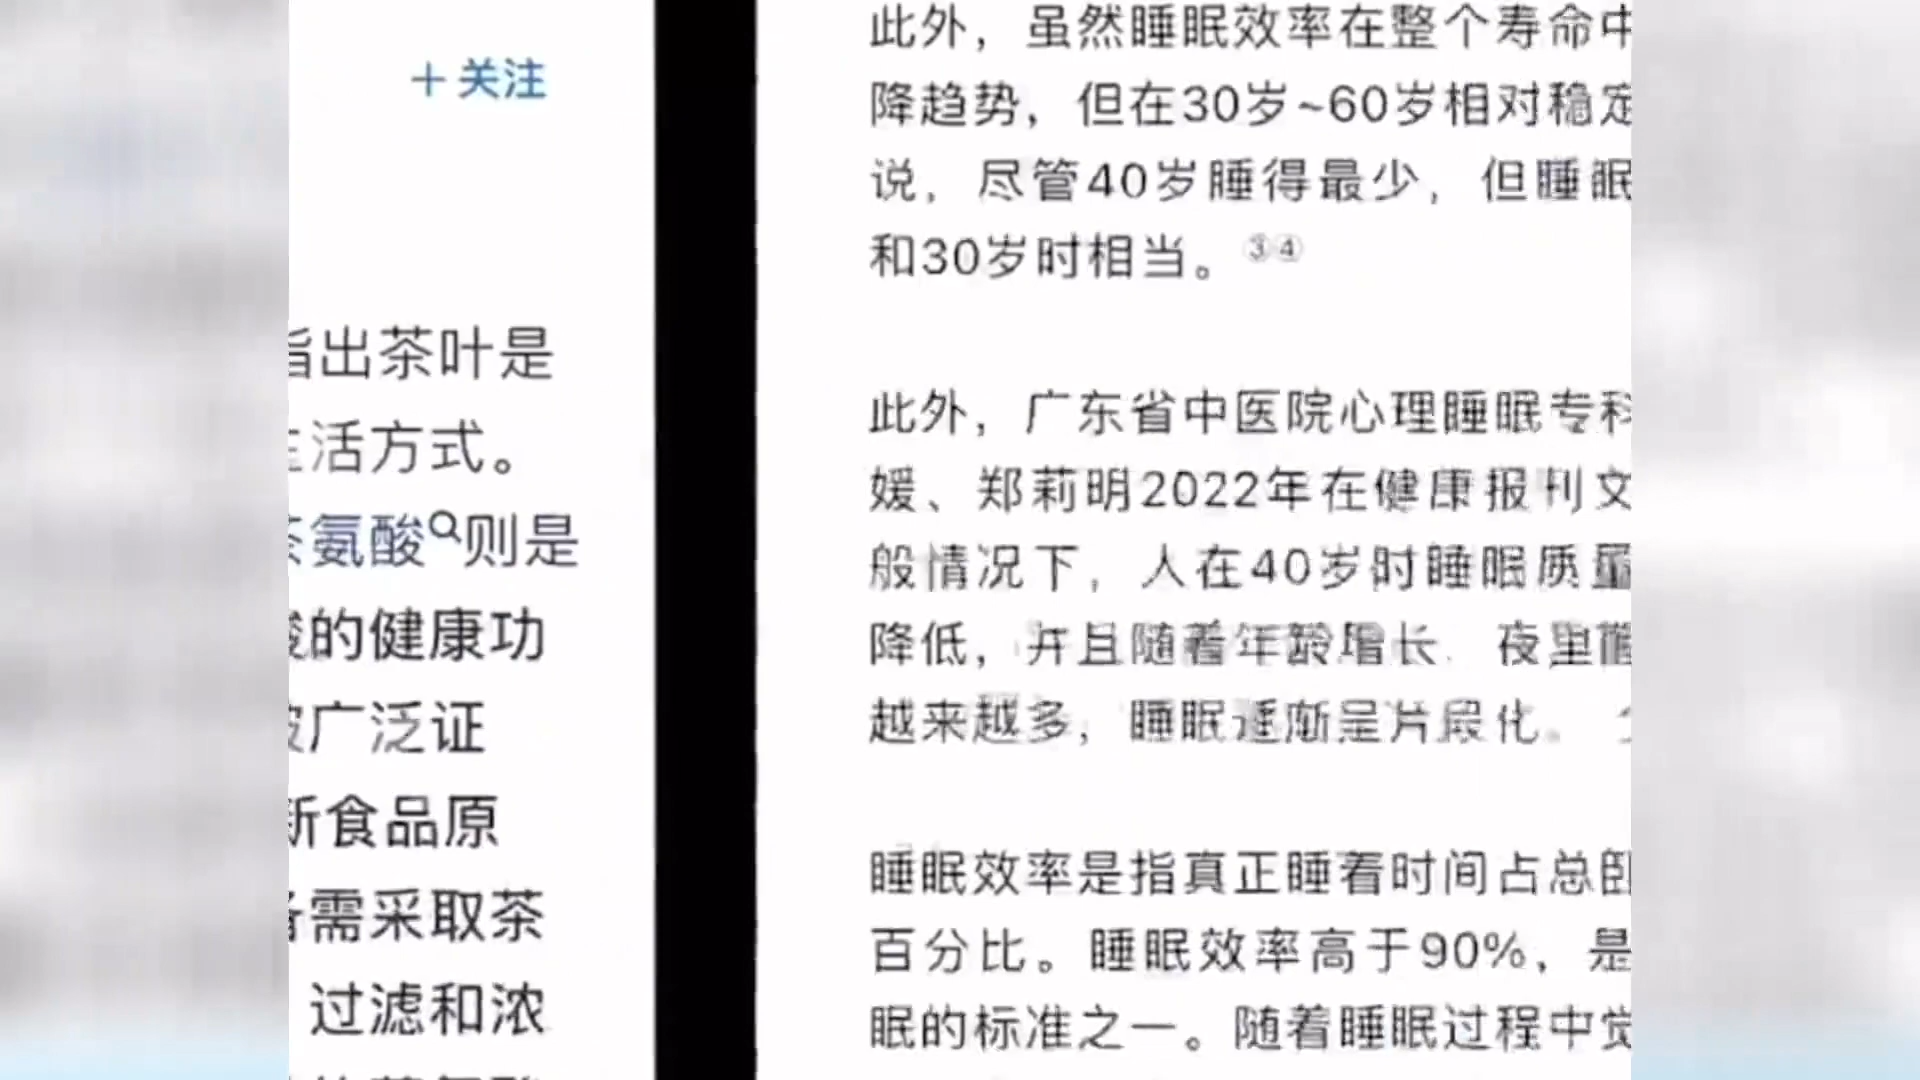 +关注
指出茶叶是
生活方式。
茶氨酸则是
酸的健康功
被广泛证
新食品原
备需采取茶
过滤和浓
此外，虽然睡眠效率在整个寿命中
降趋势，但在30岁~60岁相对稳定
说，尽管40岁睡得最少，但睡眠
和30岁时相当。③④
此外，广东省中医院心理睡眠专科
媛、郑莉明2022年在健康报刊文
般情况下，人在40岁时睡眠质量
降低，并且随着年龄增长，夜里醒
越来越多，睡眠逐渐呈片段化。
睡眠效率是指真正睡着时间占总卧
百分比。睡眠效率高于90%，是
眠的标准之一。随着睡眠过程中觉